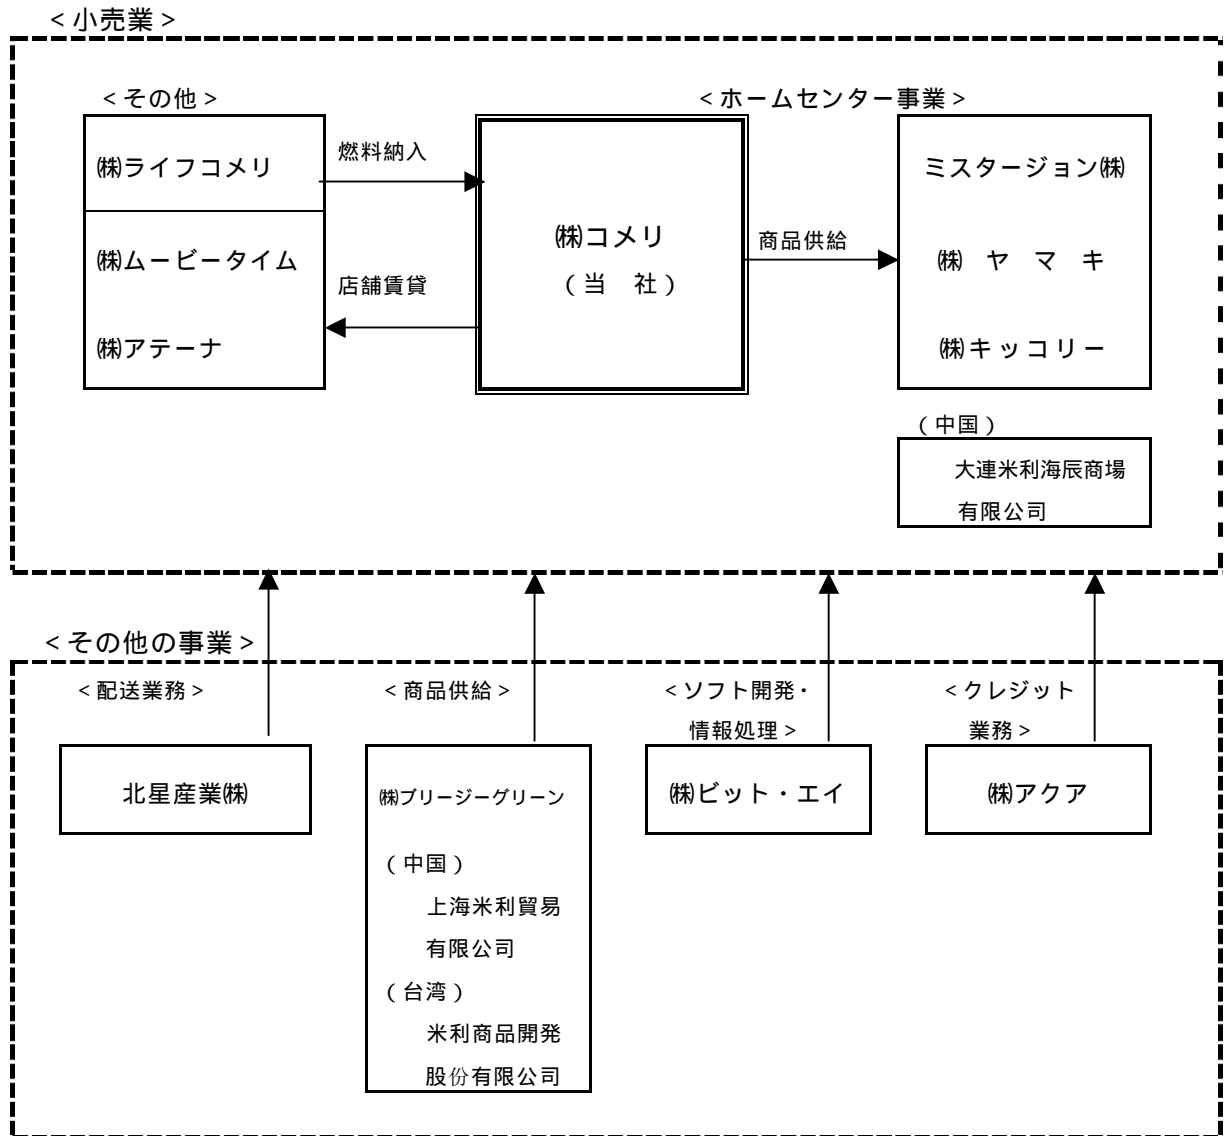 ＜小売業＞
＜その他＞
＜ホームセンター事業＞
㈱ライフコメリ
㈱ムービータイム
㈱アテーナ
燃料納入
店舗賃貸
㈱コメリ
（当　社）
商品供給
ミスタージョン㈱
㈱　ヤ　マ　キ
㈱キッコリー
（中国）
大連米利海辰商場
有限公司
＜その他の事業＞
＜配送業務＞
北星産業㈱
＜商品供給＞
㈱ブリージーグリーン
（中国）
上海米利貿易
有限公司
（台湾）
米利商品開発
股份有限公司
＜ソフト開発・
情報処理＞
㈱ビット・エイ
＜クレジット
業務＞
㈱アクア